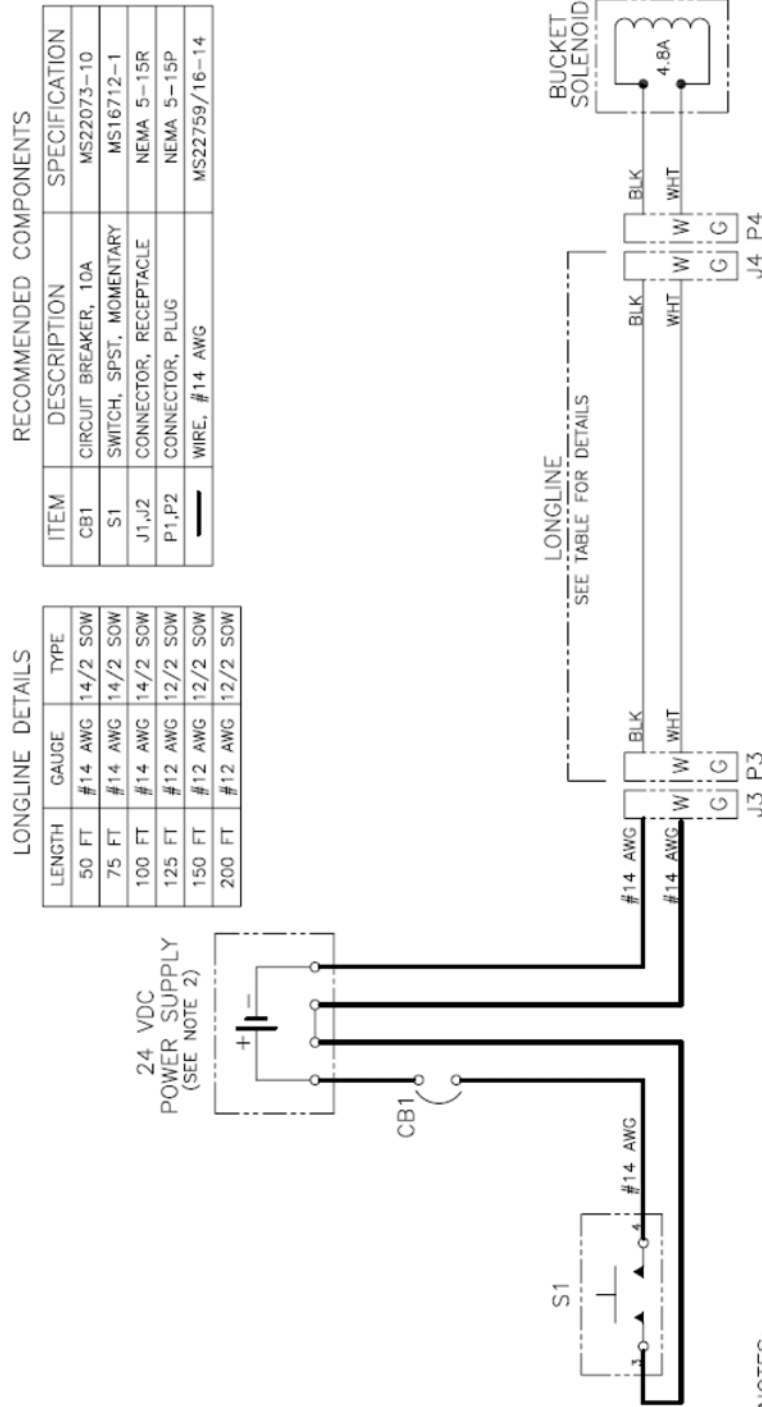 LONGLINE DETAILS
LENGTH GAUGE TYPE
50 FT #14 AWG 14/2 SOW
75 FT #14 AWG 14/2 SOW
100 FT #14 AWG 14/2 SOW
125 FT #12 AWG 12/2 SOW
150 FT #12 AWG 12/2 SOW
200 FT #12 AWG 12/2 SOW
RECOMMENDED COMPONENTS
ITEM DESCRIPTION SPECIFICATION
CB1 CIRCUIT BREAKER, 10A MS22073-10
S1 SWITCH, SPST, MOMENTARY MS16712-1
J1,J2 CONNECTOR, RECEPTACLE NEMA 5-15R
P1,P2 CONNECTOR, PLUG NEMA 5-15P
WIRE, #14 AWG MS22759/16-14
24 VDC
POWER SUPPLY
(SEE NOTE 2)
+ -
CB1
S1
3 4
#14 AWG
#14 AWG
#14 AWG
LONGLINE
SEE TABLE FOR DETAILS
BLK
WHT
BLK
WHT
BLK
WHT
W W
G G
J3 P3
W W
G G
J4 P4
BUCKET
SOLENOID
4.8A